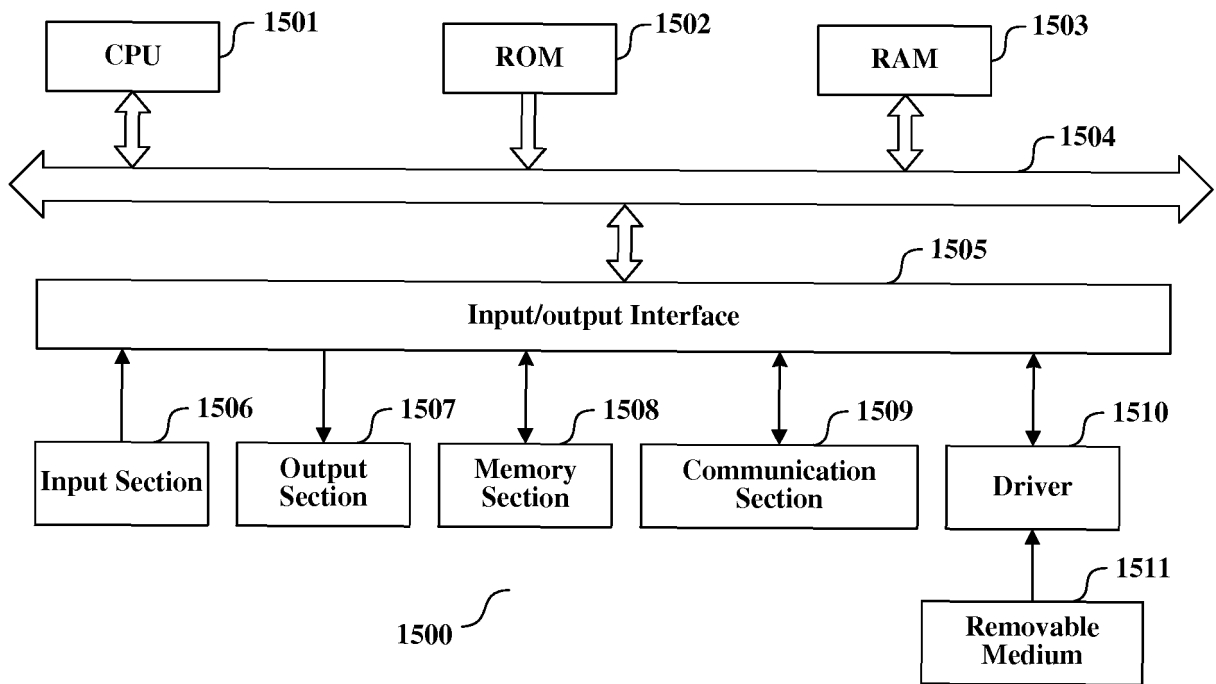 1501
1502
1503
CPU
ROM
RAM
1504
1505
Input/output Interface
1506
1507
1508
1509
1510
Input Section
Output
Section
Memory
Section
Communication
Section
Driver
1511
1500
Removable
Medium